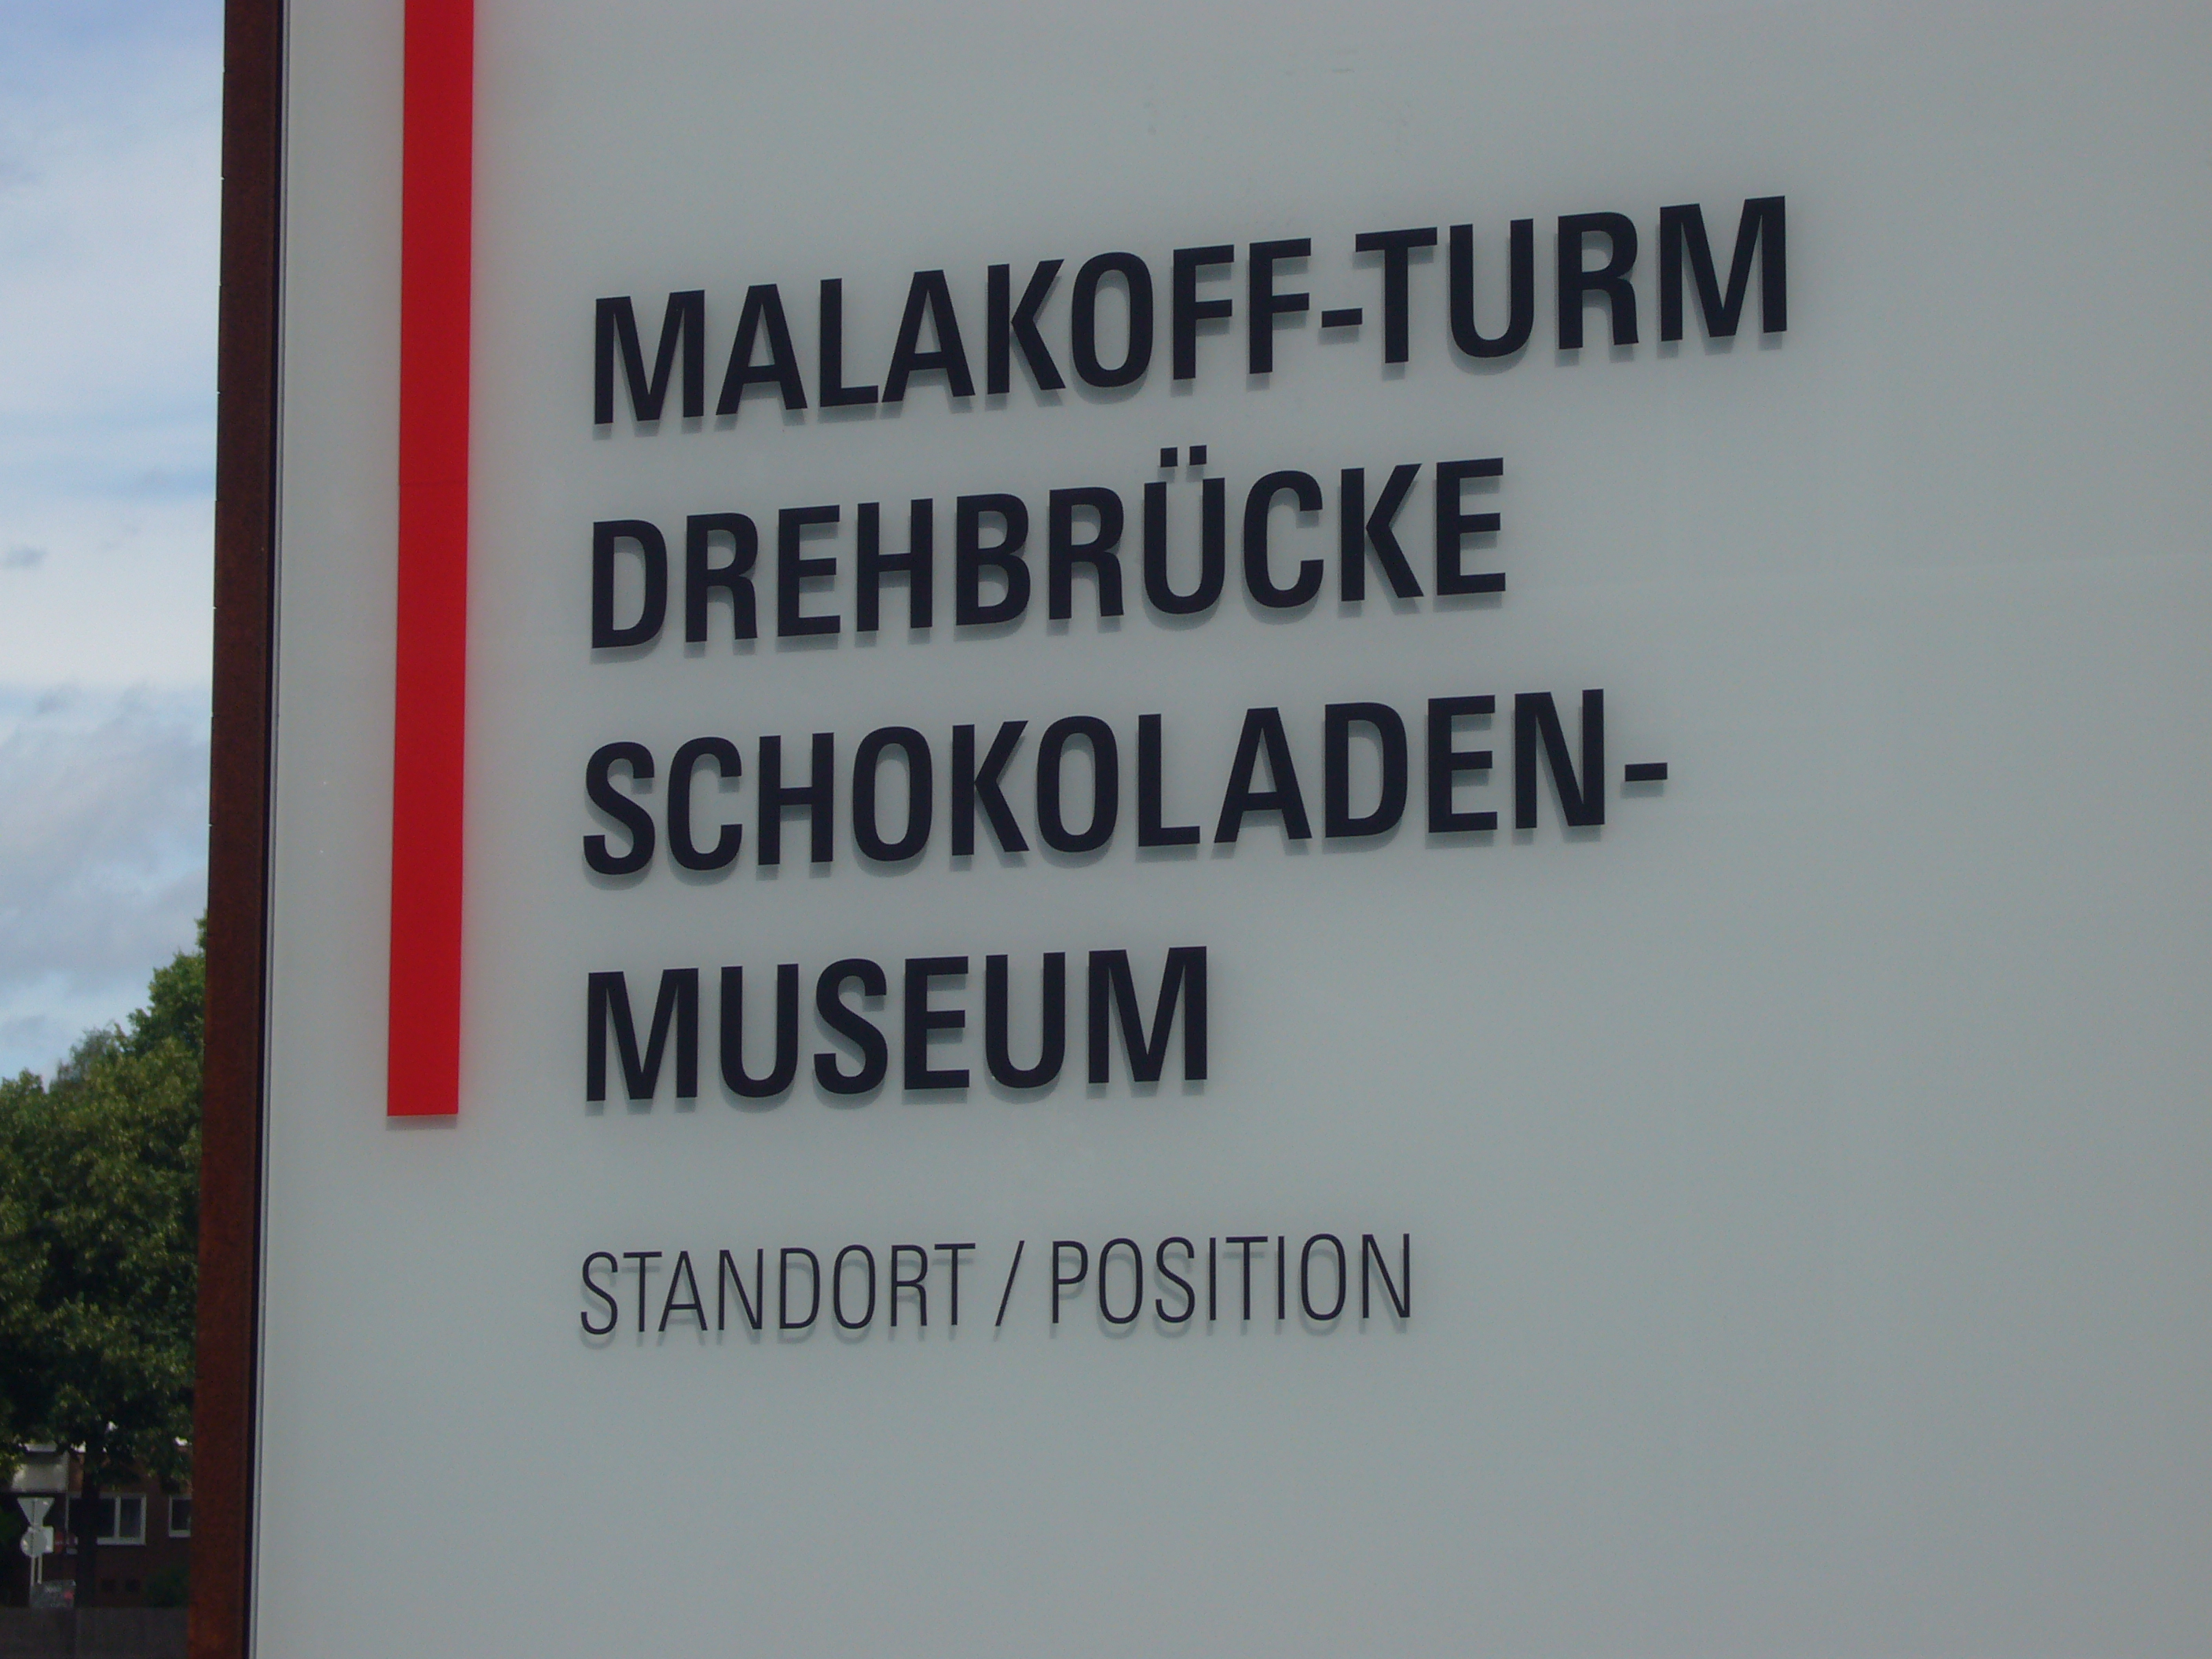 MALAKOFF-TURM
DREHBRÜCKE
SCHOKOLADEN-
MUSEUM
STANDORT / POSITION